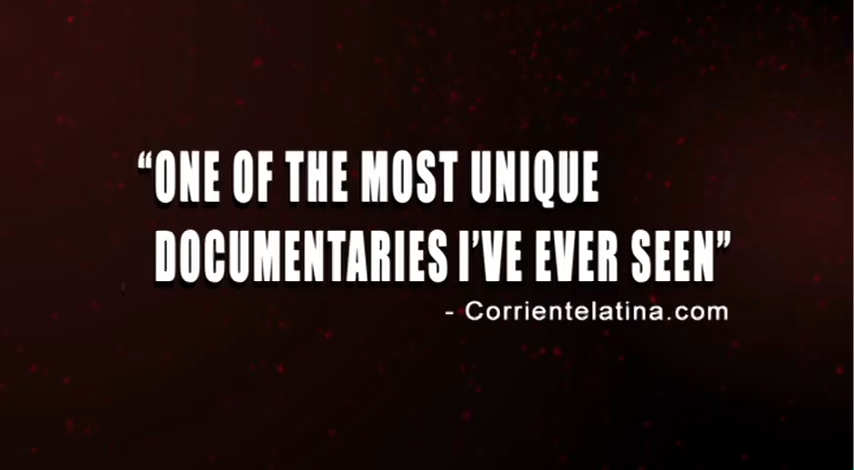 “ONE OF THE MOST UNIQUE
DOCUMENTARIES I’VE EVER SEEN”
- Corrientelatina.com